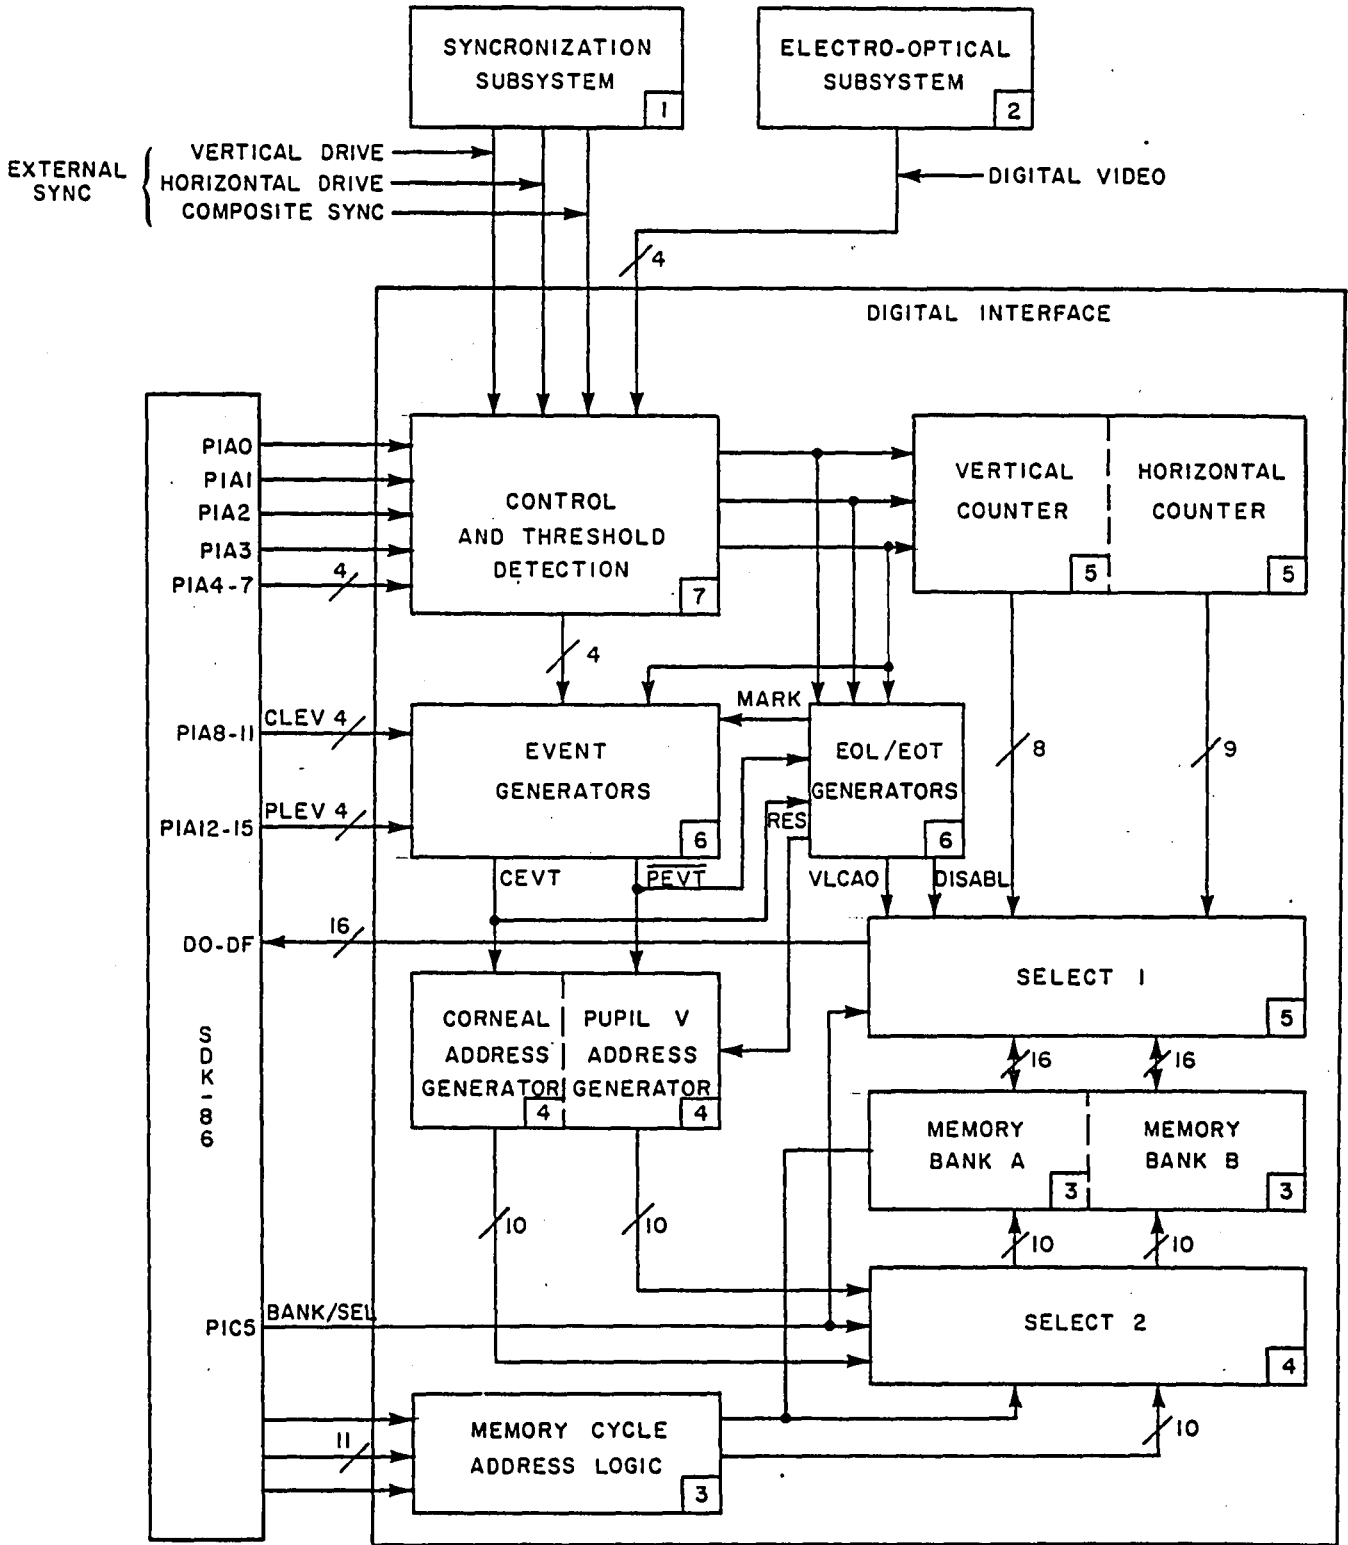 SYNCRONIZATION
SUBSYSTEM
1
ELECTRO-OPTICAL
SUBSYSTEM
2
EXTERNAL
SYNC
VERTICAL DRIVE
HORIZONTAL DRIVE
COMPOSITE SYNC
DIGITAL VIDEO
4
DIGITAL INTERFACE
PIA0
PIA1
PIA2
PIA3
PIA4-7
4
CONTROL
AND THRESHOLD
DETECTION
7
VERTICAL
COUNTER
5
HORIZONTAL
COUNTER
5
4
MARK
PIA8-11
CLEV 4
PIA12-15
PLEV 4
EVENT
GENERATORS
6
EOL/EOT
GENERATORS
6
RES
8
9
CEVT
PEVT
VLCAO
DISABL
DO-DF
16
SELECT 1
5
CORNEAL
ADDRESS
GENERATOR
4
PUPIL V
ADDRESS
GENERATOR
4
SDK-86
16
16
MEMORY
BANK A
3
MEMORY
BANK B
3
10
10
10
10
PIC5
BANK/SEL
SELECT 2
4
11
MEMORY CYCLE
ADDRESS LOGIC
3
10